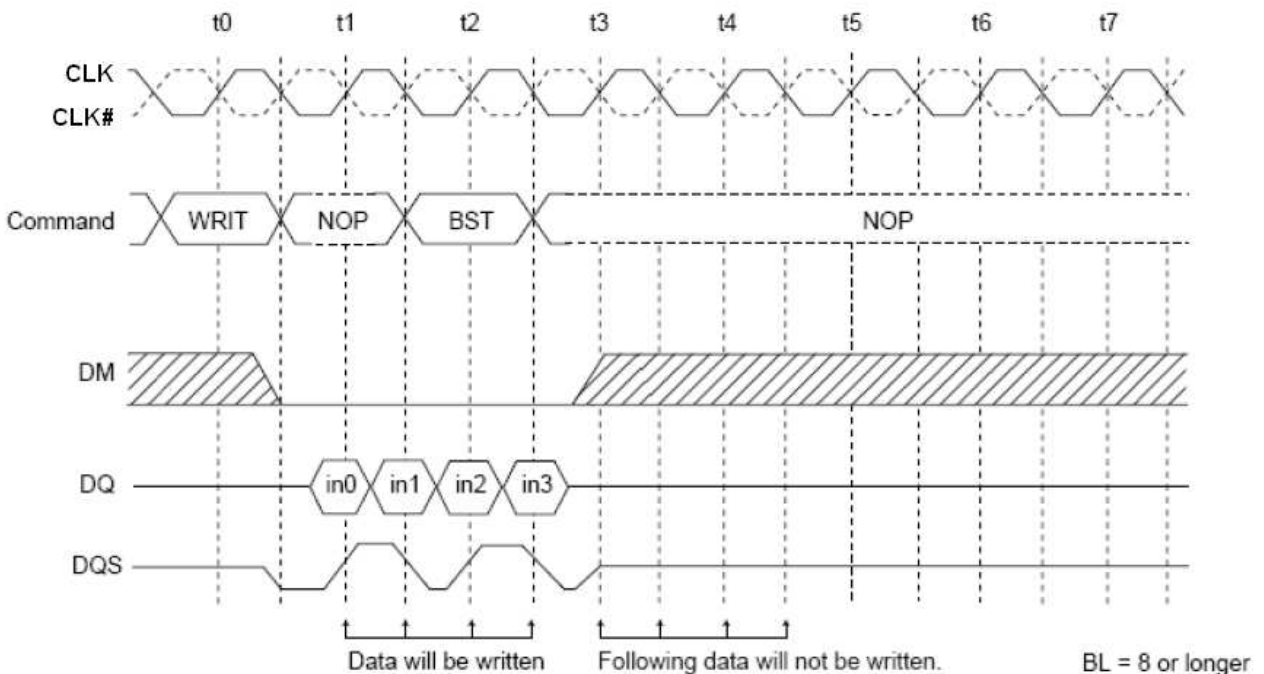 t0 t1 t2 t3 t4 t5 t6 t7
CLK
CLK#
Command WRIT NOP BST NOP
DM
DQ in0 in1 in2 in3
DQS
Data will be written Following data will not be written. BL = 8 or longer